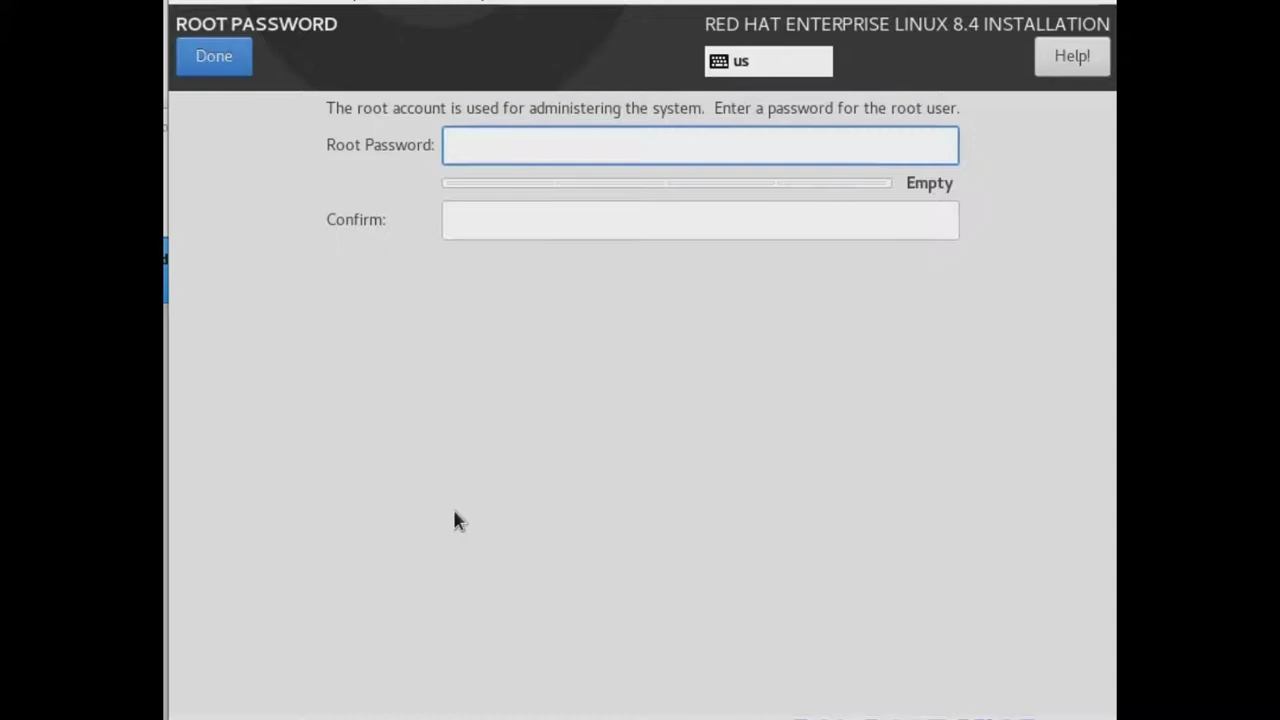 ROOT PASSWORD
RED HAT ENTERPRISE LINUX 8.4 INSTALLATION
Done
us
Help!
The root account is used for administering the system.  Enter a password for the root user.
Root Password:
Empty
Confirm: